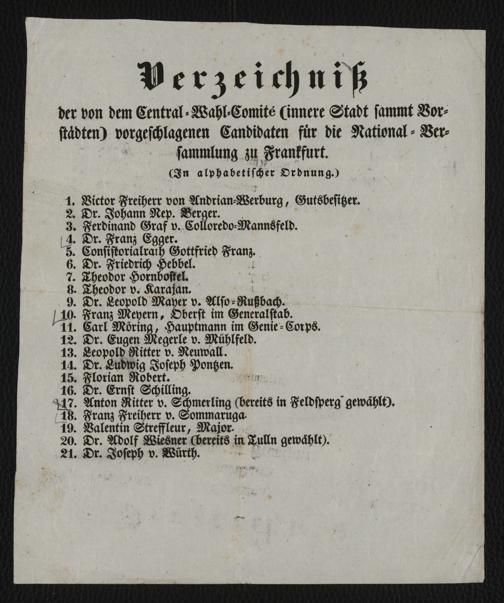 Verzeichniß
der von dem Central-Wahl-Comité (innere Stadt sammt Vor-
städten) vorgeschlagenen Candidaten für die National-Ver-
sammlung zu Frankfurt.
(In alphabetischer Ordnung.)
1. Victor Freiherr von Andrian-Werburg, Gutsbesitzer.
2. Dr. Johann Nep. Berger.
3. Ferdinand Graf v. Colloredo-Mannsfeld.
4. Dr. Franz Egger.
5. Consistorialrath Gottfried Franz.
6. Dr. Friedrich Hebbel.
7. Theodor Hornbostel.
8. Theodor v. Karajan.
9. Dr. Leopold Mayer v. Also-Rußbach.
10. Franz Meyern, Oberst im Generalstab.
11. Carl Möring, Hauptmann im Genie-Corps.
12. Dr. Eugen Megerle v. Mühlfeld.
13. Leopold Ritter v. Neuwall.
14. Dr. Ludwig Joseph Pontzen.
15. Florian Robert.
16. Dr. Ernst Schilling.
17. Anton Ritter v. Schmerling (bereits in Feldsperg gewählt).
18. Franz Freiherr v. Sommaruga.
19. Valentin Streffleur, Major.
20. Dr. Adolf Wiesner (bereits in Tulln gewählt).
21. Dr. Joseph v. Würth.